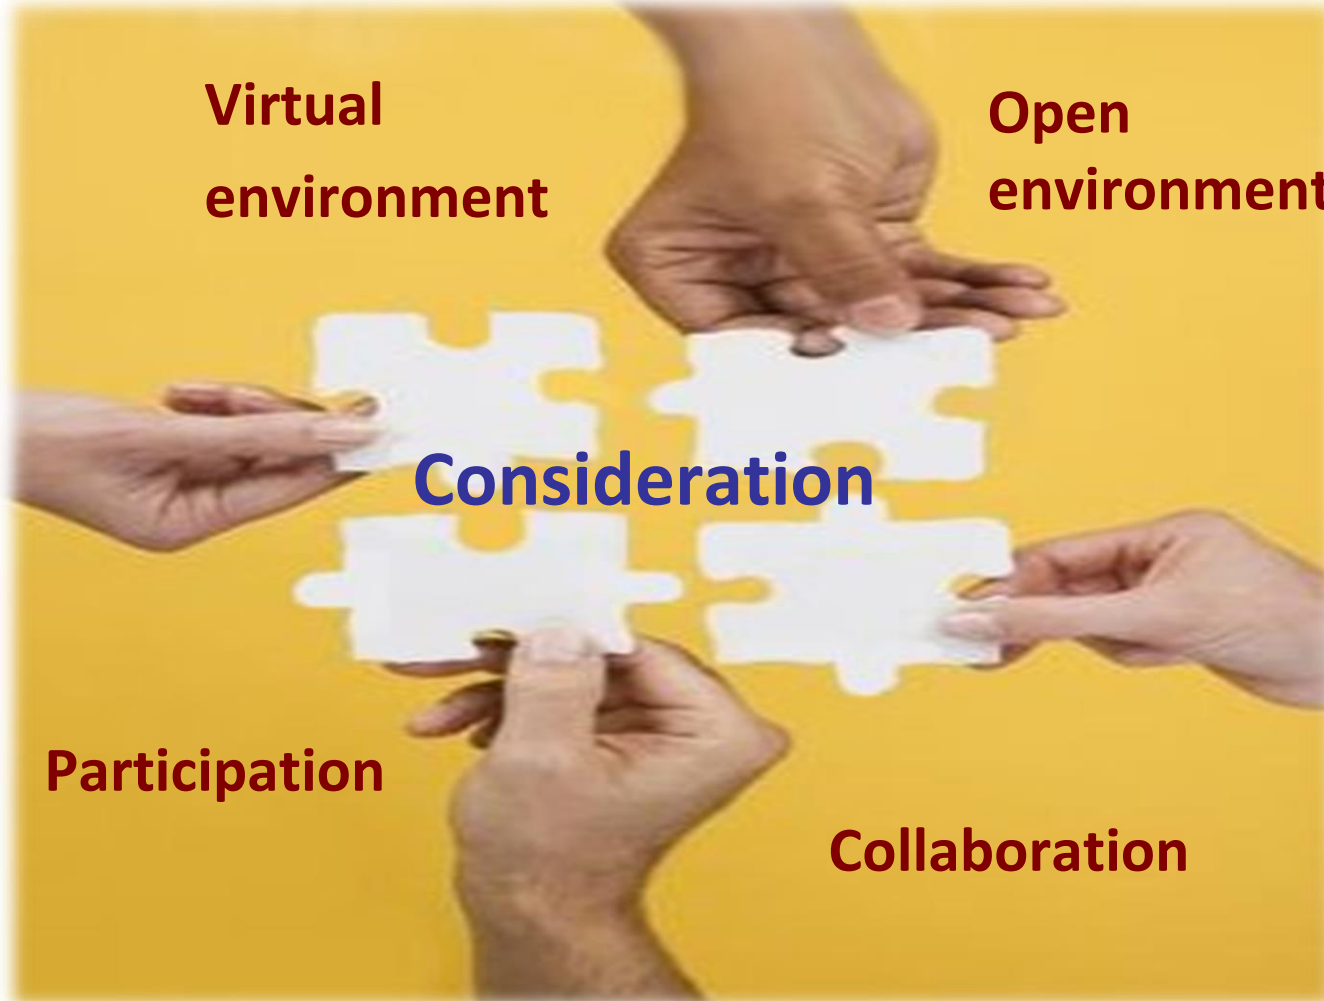 Virtual
environment
Open
environment
Consideration
Participation
Collaboration